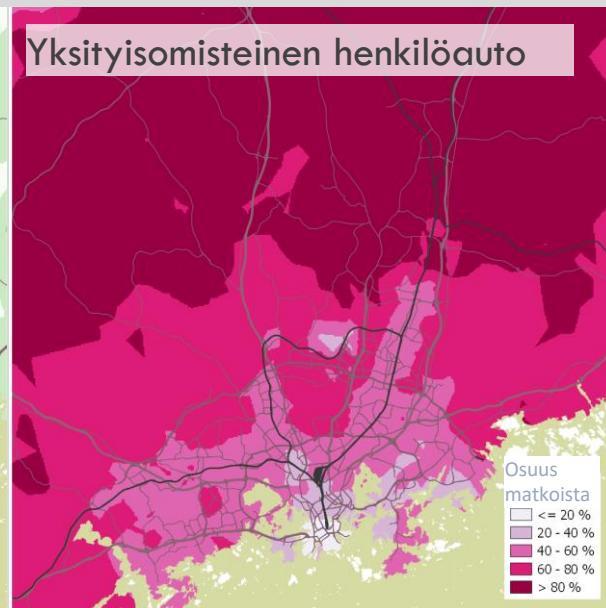 Yksityisomisteinen henkilöauto
Osuus
matkoista
<= 20 %
20 - 40 %
40 - 60 %
60 - 80 %
> 80 %